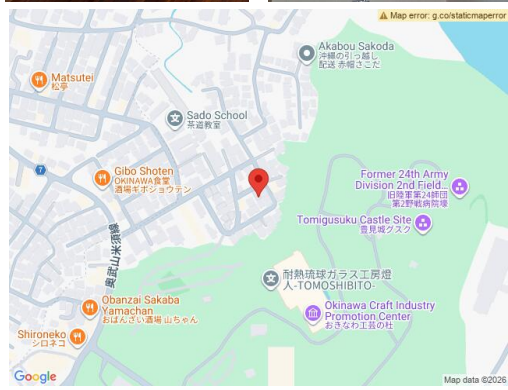 Map error: g.co/staticmaperror
Akabou Sakoda
沖縄の引っ越し
配送 赤帽さこだ
Matsutei
松亭
Sado School
茶道教室
7
Gibo Shoten
OKINAWA食堂
酒場ギボショウテン
Former 24th Army
Division 2nd Field...
旧陸軍第24師団
第2野戦病院壕
Tomigusuku Castle Site
豊見城グスク
奥武山米須線
耐熱琉球ガラス工房燈
人-TOMOSHIBITO-
Obanzai Sakaba
Yamachan
おばんざい酒場 山ちゃん
Okinawa Craft Industry
Promotion Center
おきなわ工芸の杜
Shironeko
シロネコ
Google
Map data ©2026